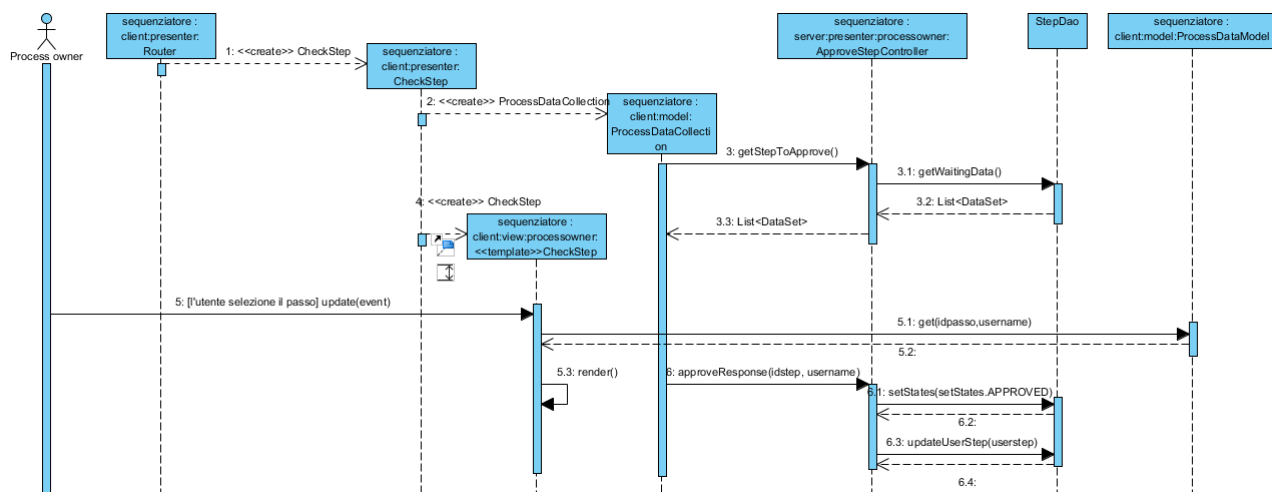 Process owner
sequenziatore :
client:presenter:
Router
1: <<create>> CheckStep
sequenziatore :
client:presenter:
CheckStep
sequenziatore :
server:presenter:processowner:
ApproveStepController
StepDao
sequenziatore :
client:model:ProcessDataModel
2: <<create>> ProcessDataCollection
sequenziatore :
client:model:
ProcessDataCollecti
on
3: getStepToApprove()
3.1: getWaitingData()
3.2: List<DataSet>
3.3: List<DataSet>
4: <<create>> CheckStep
sequenziatore :
client:view:processowner:
<<template>>CheckStep
5: [l'utente selezione il passo] update(event)
5.1: get(idpasso,username)
5.2:
5.3: render()
6: approveResponse(idstep, username)
6.1: setStates(setStates.APPROVED)
6.2:
6.3: updateUserStep(userstep)
6.4: